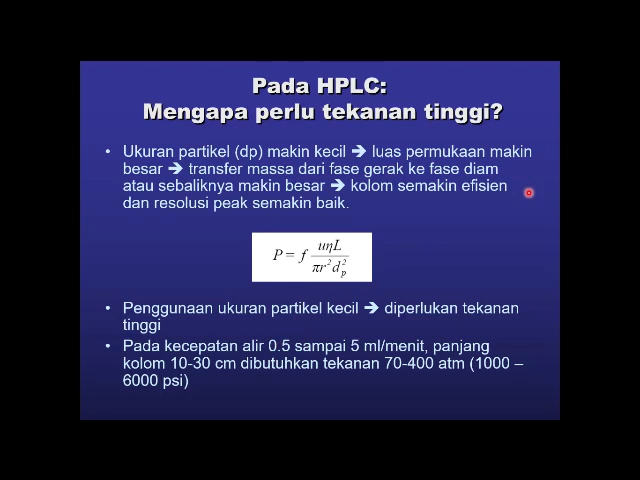 Pada HPLC:
Mengapa perlu tekanan tinggi?
• Ukuran partikel (dp) makin kecil ➔ luas permukaan makin
besar ➔ transfer massa dari fase gerak ke fase diam
atau sebaliknya makin besar ➔ kolom semakin efisien
dan resolusi peak semakin baik.
P = f uηL / πr²d_p²
• Penggunaan ukuran partikel kecil ➔ diperlukan tekanan
tinggi
• Pada kecepatan alir 0.5 sampai 5 ml/menit, panjang
kolom 10-30 cm dibutuhkan tekanan 70-400 atm (1000 –
6000 psi)